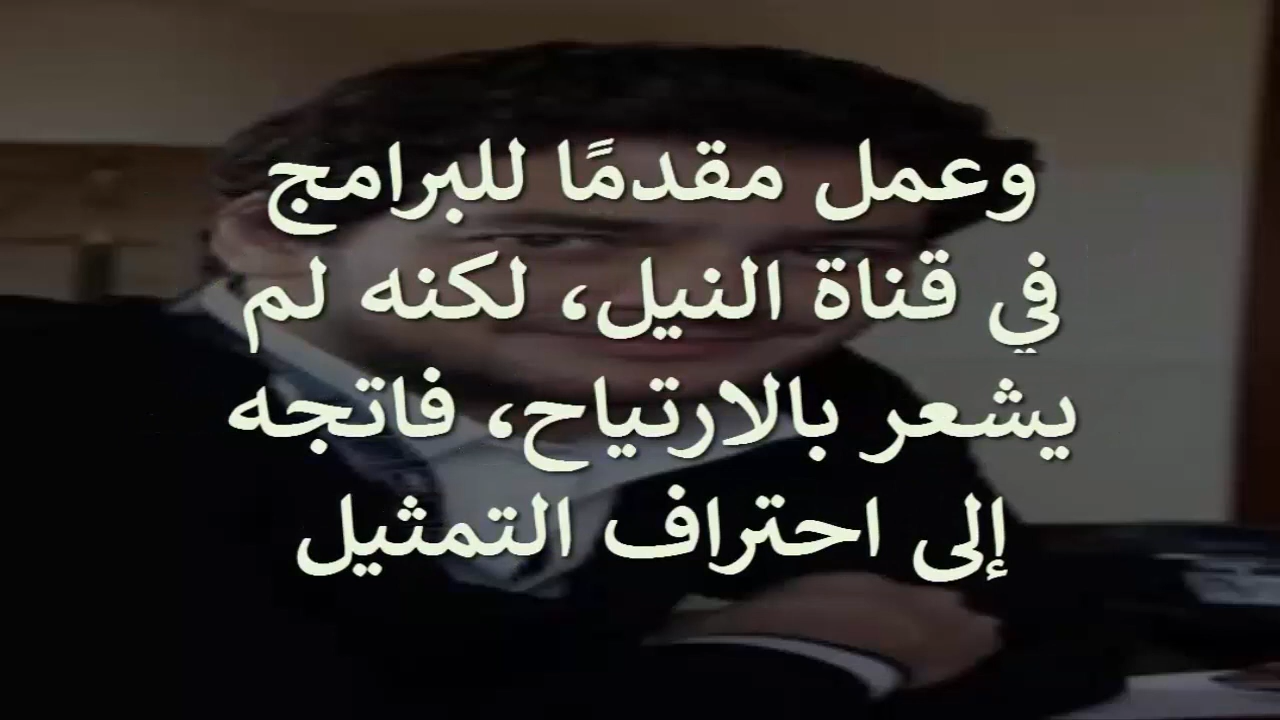 وعمل مقدمًا للبرامج
في قناة النيل، لكنه لم
يشعر بالارتياح، فاتجه
إلى احتراف التمثيل